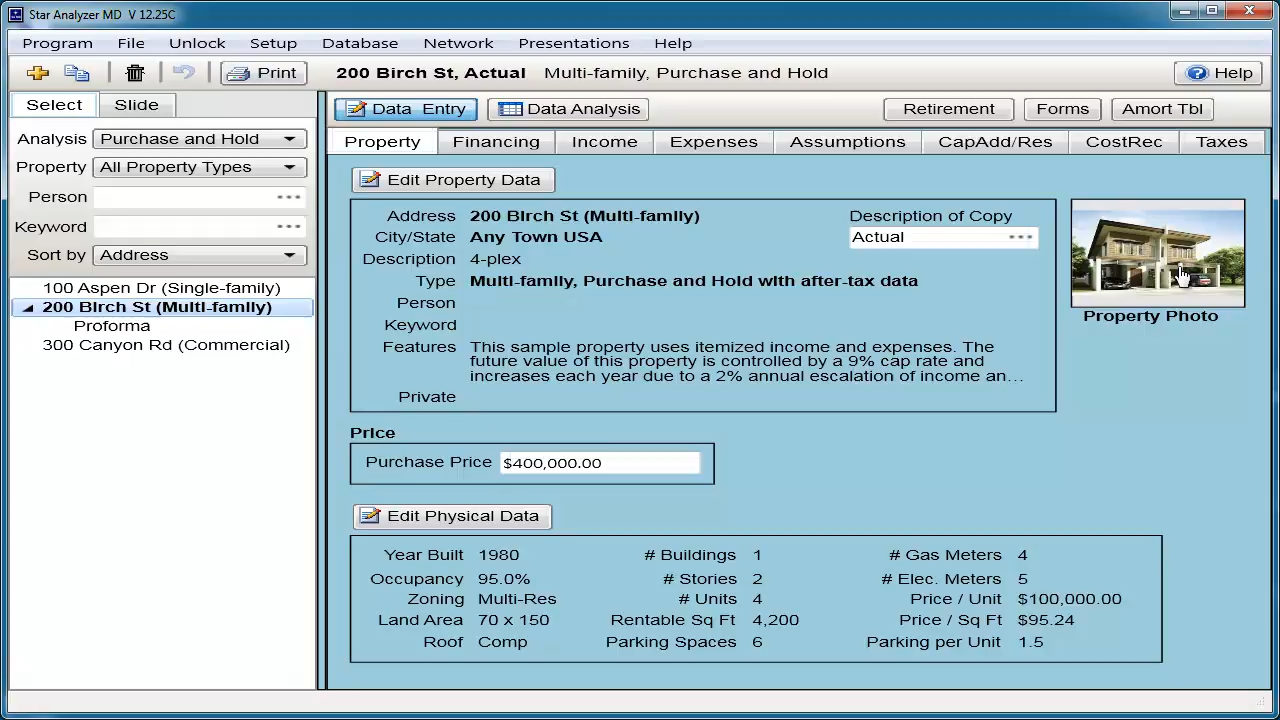 Star Analyzer MD V 12.25C
Program File Unlock Setup Database Network Presentations Help
Print 200 Birch St, Actual Multi-family, Purchase and Hold Help
Select Slide
Data Entry Data Analysis Retirement Forms Amort Tbl
Property Financing Income Expenses Assumptions CapAdd/Res CostRec Taxes
Analysis Purchase and Hold
Property All Property Types
Person
Keyword
Sort by Address
100 Aspen Dr (Single-family)
200 Birch St (Multi-family)
Proforma
300 Canyon Rd (Commercial)
Edit Property Data
Address 200 Birch St (Multi-family) Description of Copy
City/State Any Town USA Actual
Description 4-plex
Type Multi-family, Purchase and Hold with after-tax data
Person
Keyword
Features This sample property uses itemized income and expenses. The
future value of this property is controlled by a 9% cap rate and
increases each year due to a 2% annual escalation of income an...
Private
Property Photo
Price
Purchase Price $400,000.00
Edit Physical Data
Year Built 1980 # Buildings 1 # Gas Meters 4
Occupancy 95.0% # Stories 2 # Elec. Meters 5
Zoning Multi-Res # Units 4 Price / Unit $100,000.00
Land Area 70 x 150 Rentable Sq Ft 4,200 Price / Sq Ft $95.24
Roof Comp Parking Spaces 6 Parking per Unit 1.5